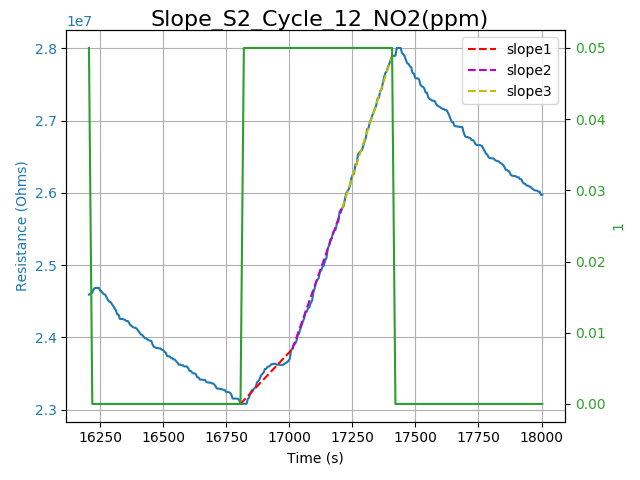 Slope_S2_Cycle_12_NO2(ppm)
1e7
2.8
2.7
2.6
2.5
2.4
2.3
Resistance (Ohms)
slope1
slope2
slope3
0.05
0.04
0.03
0.02
0.01
0.00
1
16250 16500 16750 17000 17250 17500 17750 18000
Time (s)